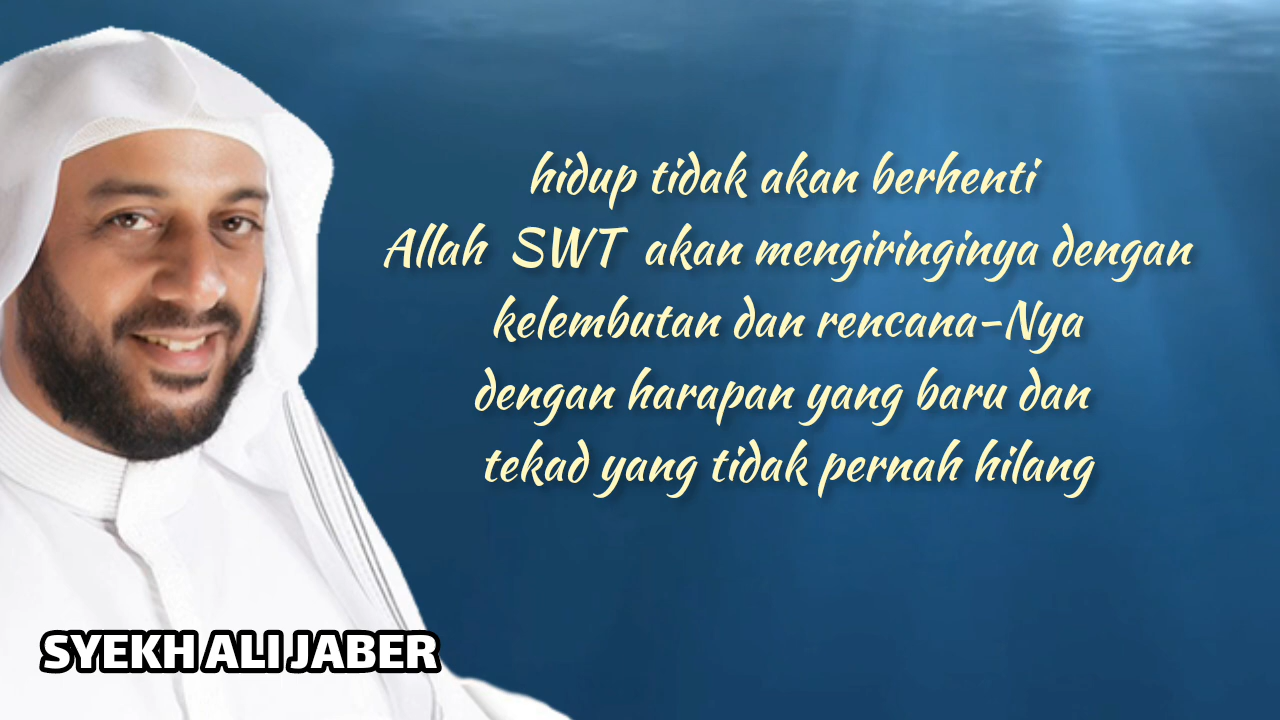 hidup tidak akan berhenti
Allah SWT akan mengiringinya dengan
kelembutan dan rencana-Nya
dengan harapan yang baru dan
tekad yang tidak pernah hilang
SYEKH ALI JABER